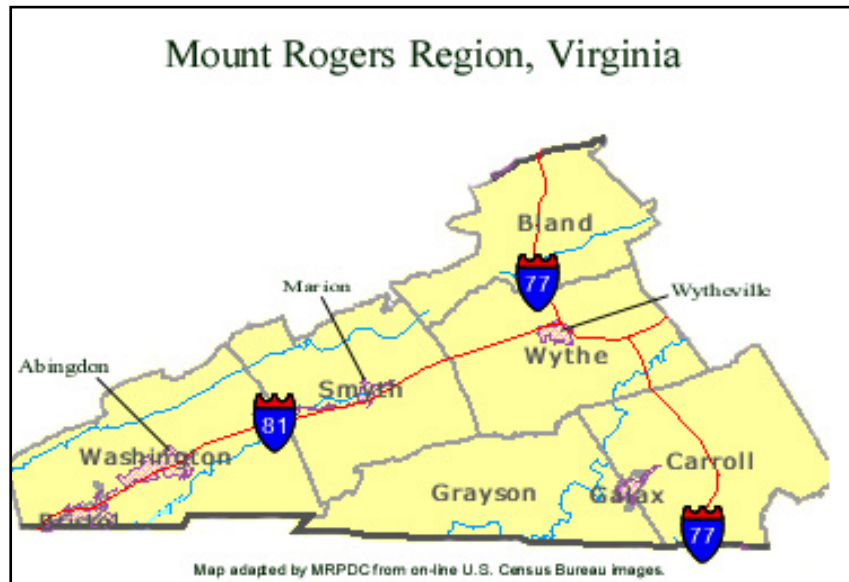 Mount Rogers Region, Virginia
Bland
77
Marion
Wytheville
Wythe
Abingdon
Smyth
81
Washington
Carroll
Grayson
Galax
Bristol
77
Map adapted by MRPDC from on-line U.S. Census Bureau images.